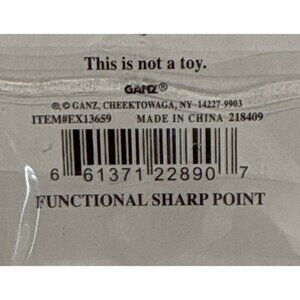 This is not a toy.
GANZ®
®,© GANZ, CHEEKTOWAGA, NY 14227-9903
ITEM#EX13659 MADE IN CHINA 218409
6 61371 22890 7
FUNCTIONAL SHARP POINT